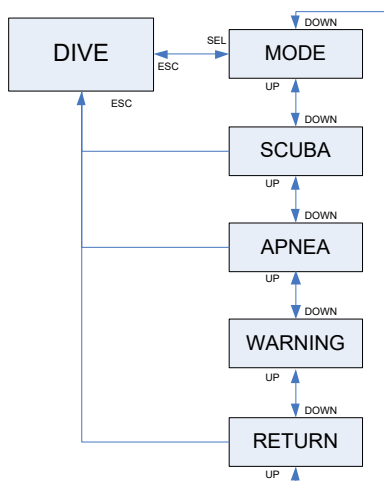 DOWN
DIVE
SEL
MODE
ESC
ESC
UP
DOWN
SCUBA
UP
DOWN
APNEA
UP
DOWN
WARNING
UP
DOWN
RETURN
UP